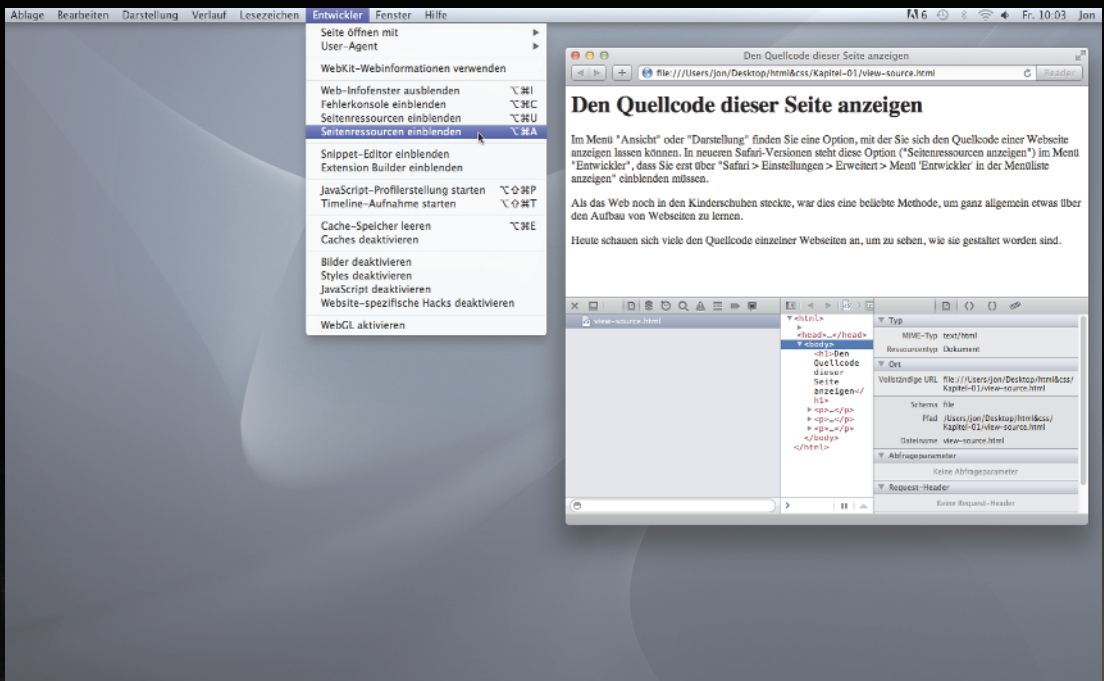 Ablage Bearbeiten Darstellung Verlauf Lesezeichen Entwickler Fenster Hilfe 6 Fr. 10:03 Jon
Seite öffnen mit
User-Agent
WebKit-Webinformationen verwenden
Web-Infofenster ausblenden ⌥⌘I
Fehlerkonsole einblenden ⌥⌘C
Seitenressourcen einblenden ⌥⌘U
Seitenressourcen einblenden ⌥⌘A
Snippet-Editor einblenden
Extension Builder einblenden
JavaScript-Profilerstellung starten ⌥⇧⌘P
Timeline-Aufnahme starten ⌥⇧⌘T
Cache-Speicher leeren ⌥⌘E
Caches deaktivieren
Bilder deaktivieren
Styles deaktivieren
JavaScript deaktivieren
Website-spezifische Hacks deaktivieren
WebGL aktivieren
Den Quellcode dieser Seite anzeigen
file:///Users/jon/Desktop/html&css/Kapitel-01/view-source.html Reader
Den Quellcode dieser Seite anzeigen
Im Menü "Ansicht" oder "Darstellung" finden Sie eine Option, mit der Sie sich den Quellkode einer Webseite
anzeigen lassen können. In neueren Safari-Versionen steht diese Option ("Seitenressourcen anzeigen") im Menü
"Entwickler", dass Sie erst über "Safari > Einstellungen > Erweitert > Menü 'Entwickler' in der Menüliste
anzeigen" einblenden müssen.
Als das Web noch in den Kinderschuhen steckte, war dies eine beliebte Methode, um ganz allgemein etwas über
den Aufbau von Webseiten zu lernen.
Heute schauen sich viele den Quellcode einzelner Webseiten an, um zu sehen, wie sie gestaltet worden sind.
view-source.html
<html>
<head>…</head>
<body>
<h1>Den
Quellcode
dieser
Seite
anzeigen</
h1>
<p>…</p>
<p>…</p>
<p>…</p>
</body>
</html>
Typ
MIME-Typ text/html
Ressourcentyp Dokument
Ort
Vollständige URL file:///Users/jon/Desktop/html&css/
Kapitel-01/view-source.html
Schema file
Pfad /Users/jon/Desktop/html&css/
Kapitel-01/view-source.html
Dateiname view-source.html
Abfrageparameter
Keine Abfrageparameter
Request-Header
Keine Request-Header